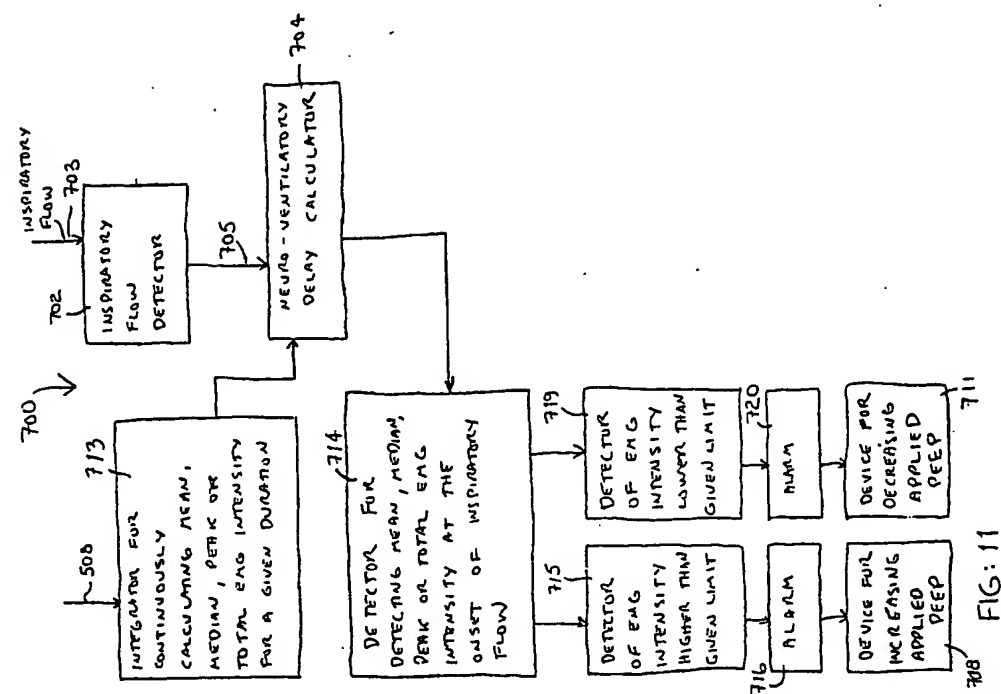 700
508
713
INTEGRATOR FOR
CONTINUOUSLY
CALCULATING MEAN,
MEDIAN, PEAK OR
TOTAL EMG INTENSITY
FOR A GIVEN DURATION
INSPIRATORY
FLOW
703
702
INSPIRATORY
FLOW
DETECTOR
705
704
NEURO-VENTILATORY
DELAY CALCULATOR
714
DETECTOR FOR
DETECTING MEAN, MEDIAN,
PEAK OR TOTAL EMG
INTENSITY AT THE
ONSET OF INSPIRATORY
FLOW
715
DETECTOR
OF EMG
INTENSITY
HIGHER THAN
GIVEN LIMIT
719
DETECTOR
OF EMG
INTENSITY
LOWER THAN
GIVEN LIMIT
716
ALARM
720
ALARM
DEVICE FOR
INCREASING
APPLIED
PEEP
708
DEVICE FOR
DECREASING
APPLIED
PEEP
711
FIG: 11